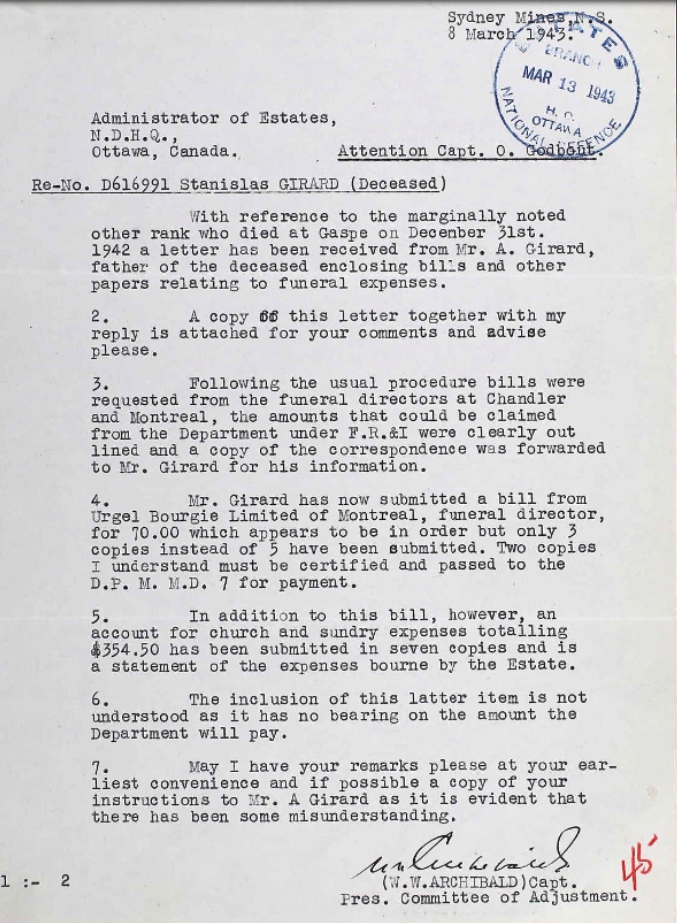 Sydney Mines, N.S.
8 March 1943.
ESTATES
BRANCH
MAR 13 1943
H. Q.
OTTAWA
NATIONAL DEFENCE
Administrator of Estates,
N.D.H.Q.,
Ottawa, Canada. Attention Capt. O. Godbout.
Re-No. D616991 Stanislas GIRARD (Deceased)
With reference to the marginally noted
other rank who died at Gaspe on December 31st.
1942 a letter has been received from Mr. A. Girard,
father of the deceased enclosing bills and other
papers relating to funeral expenses.
2. A copy of this letter together with my
reply is attached for your comments and advise
please.
3. Following the usual procedure bills were
requested from the funeral directors at Chandler
and Montreal, the amounts that could be claimed
from the Department under F.R.&I were clearly out
lined and a copy of the correspondence was forwarded
to Mr. Girard for his information.
4. Mr. Girard has now submitted a bill from
Urgel Bourgie Limited of Montreal, funeral director,
for 70.00 which appears to be in order but only 3
copies instead of 5 have been submitted. Two copies
I understand must be certified and passed to the
D.P. M. M.D. 7 for payment.
5. In addition to this bill, however, an
account for church and sundry expenses totalling
$354.50 has been submitted in seven copies and is
a statement of the expenses bourne by the Estate.
6. The inclusion of this latter item is not
understood as it has no bearing on the amount the
Department will pay.
7. May I have your remarks please at your ear-
liest convenience and if possible a copy of your
instructions to Mr. A Girard as it is evident that
there has been some misunderstanding.
45
1 :- 2 (W.W.ARCHIBALD)Capt.
Pres. Committee of Adjustment.